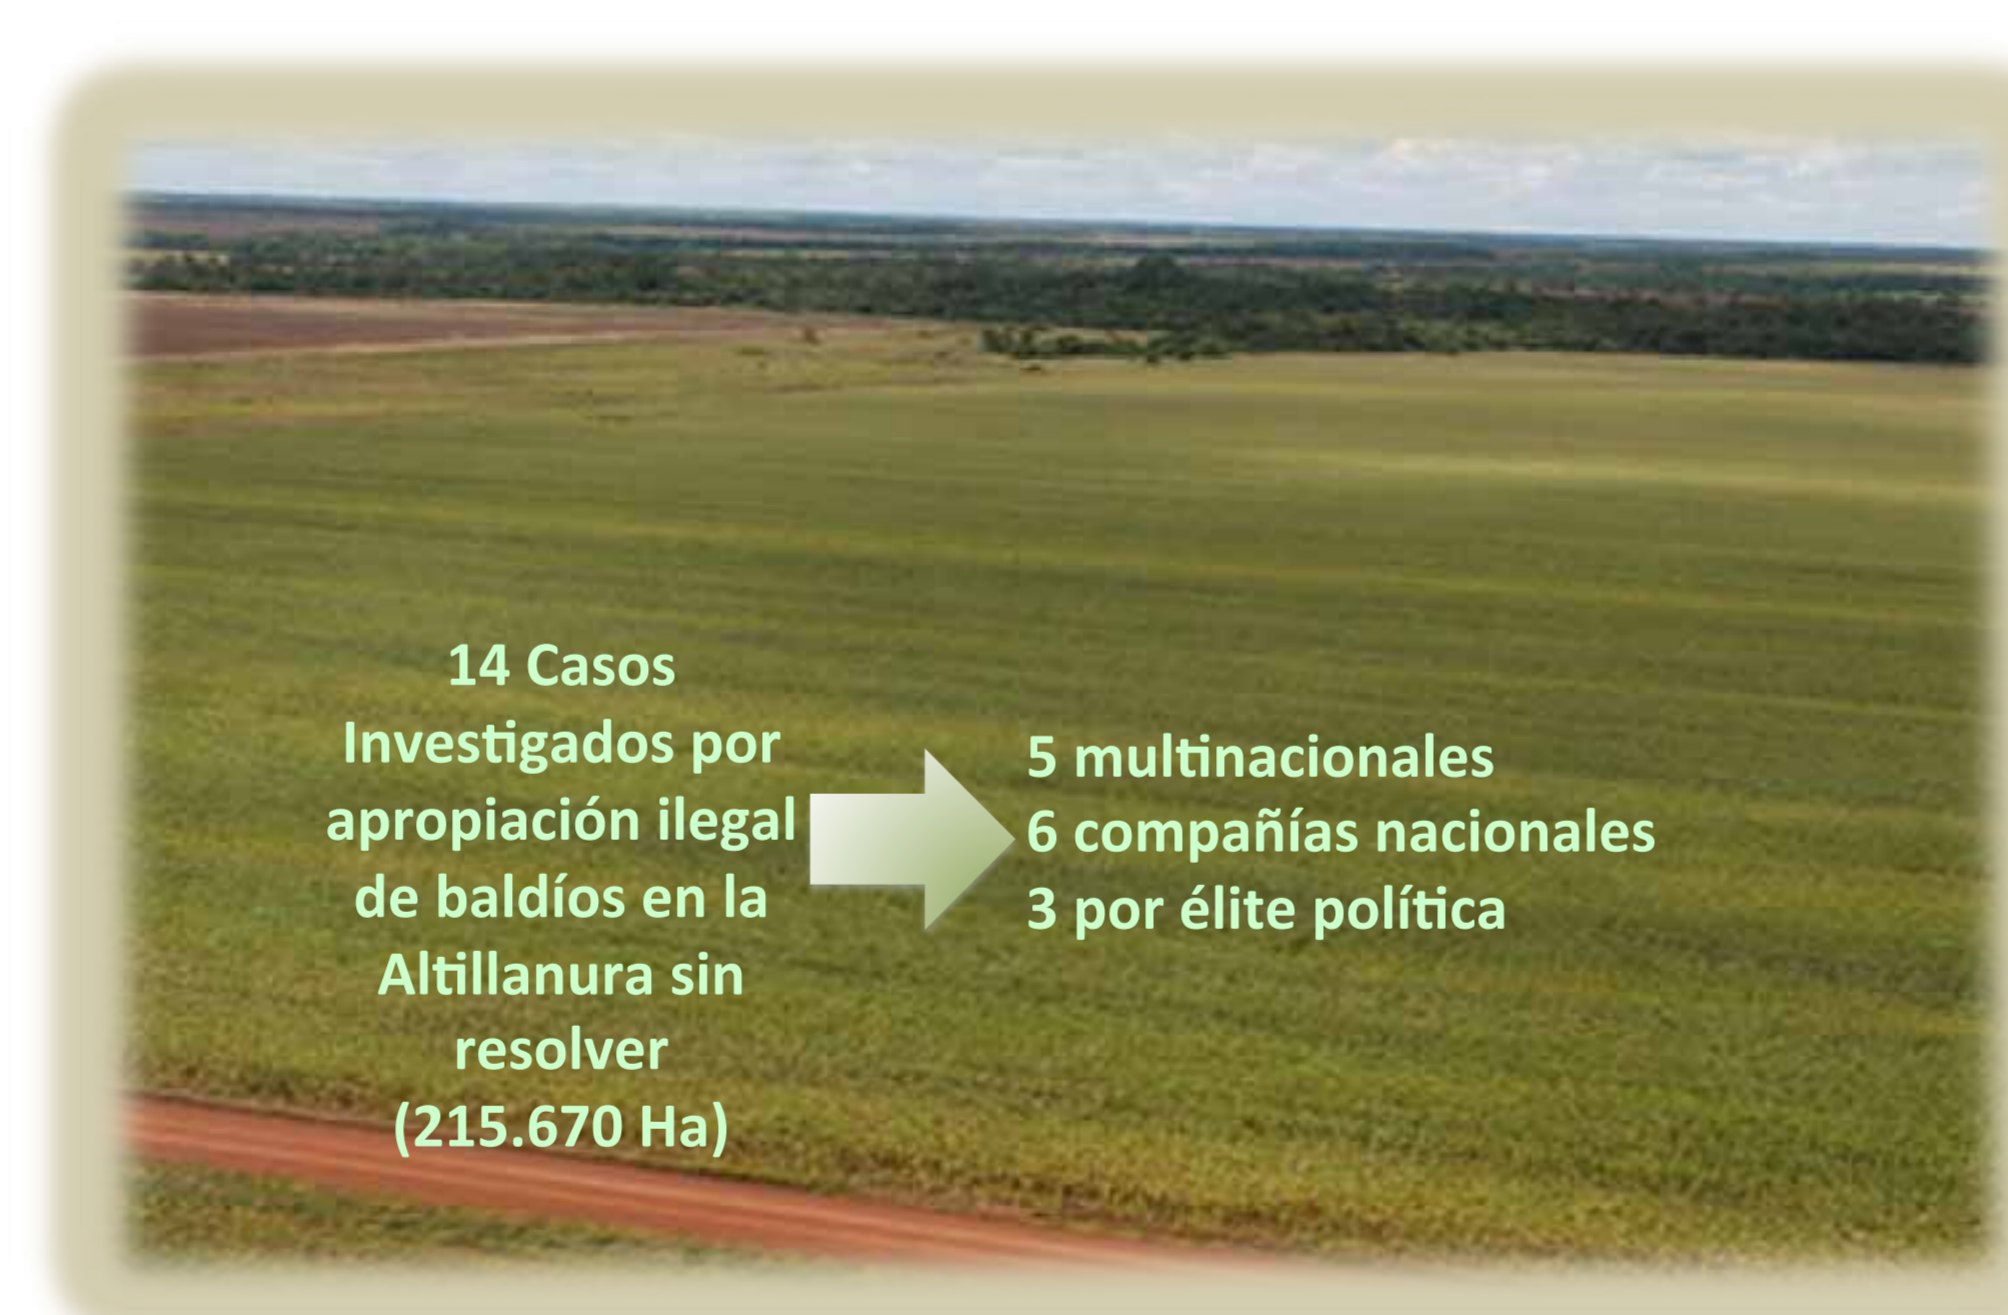 14 Casos
Investigados por
apropiación ilegal
de baldíos en la
Altillanura sin
resolver
(215.670 Ha)
5 multinacionales
6 compañías nacionales
3 por élite política